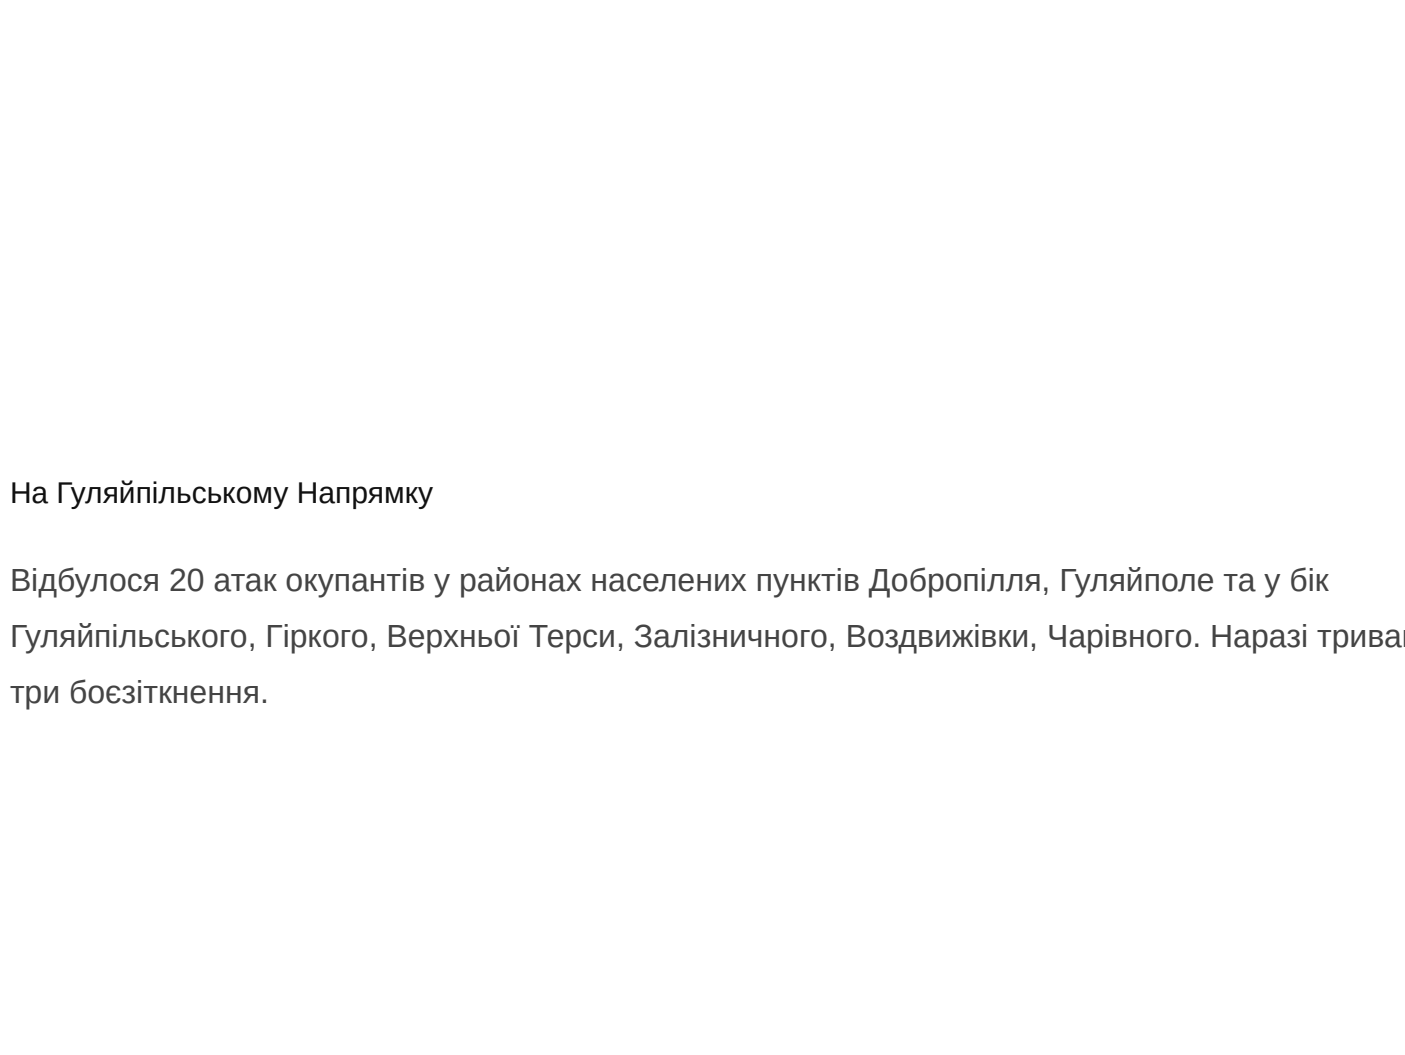 На Гуляйпільському Напрямку
Відбулося 20 атак окупантів у районах населених пунктів Добропілля, Гуляйполе та у бік
Гуляйпільського, Гіркого, Верхньої Терси, Залізничного, Воздвижівки, Чарівного. Наразі
три боєзіткнення.